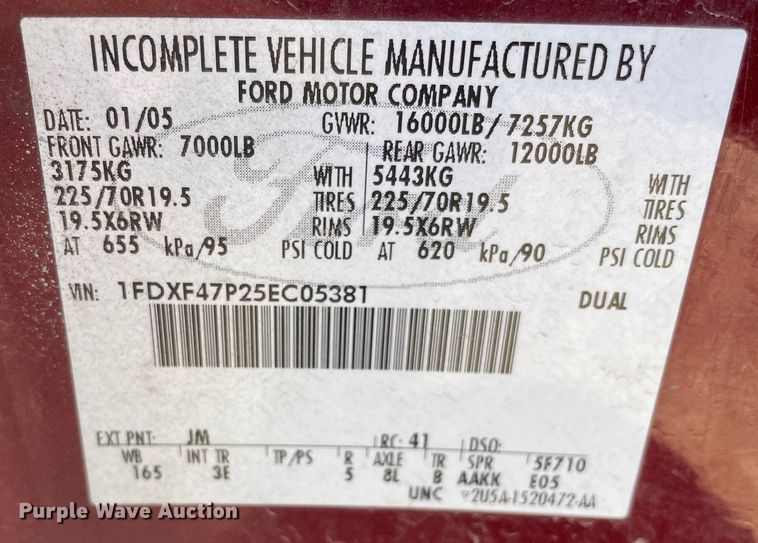 INCOMPLETE VEHICLE MANUFACTURED BY
FORD MOTOR COMPANY
DATE: 01/05 GVWR: 16000LB/ 7257KG
FRONT GAWR: 7000LB REAR GAWR: 12000LB
3175KG WITH 5443KG WITH
225/70R19.5 TIRES 225/70R19.5 TIRES
19.5X6RW RIMS 19.5X6RW RIMS
AT 655 kPa/95 PSI COLD AT 620 kPa/90 PSI COLD
VIN: 1FDXF47P25EC05381 DUAL
EXT PNT: JM RC: 41 DSO:
WB INT TR TP/PS R AXLE TR SPR 5F710
165 3E 5 8L B AAKK E05
UNC 2U5A-1520472-AA
Ford
Purple Wave Auction